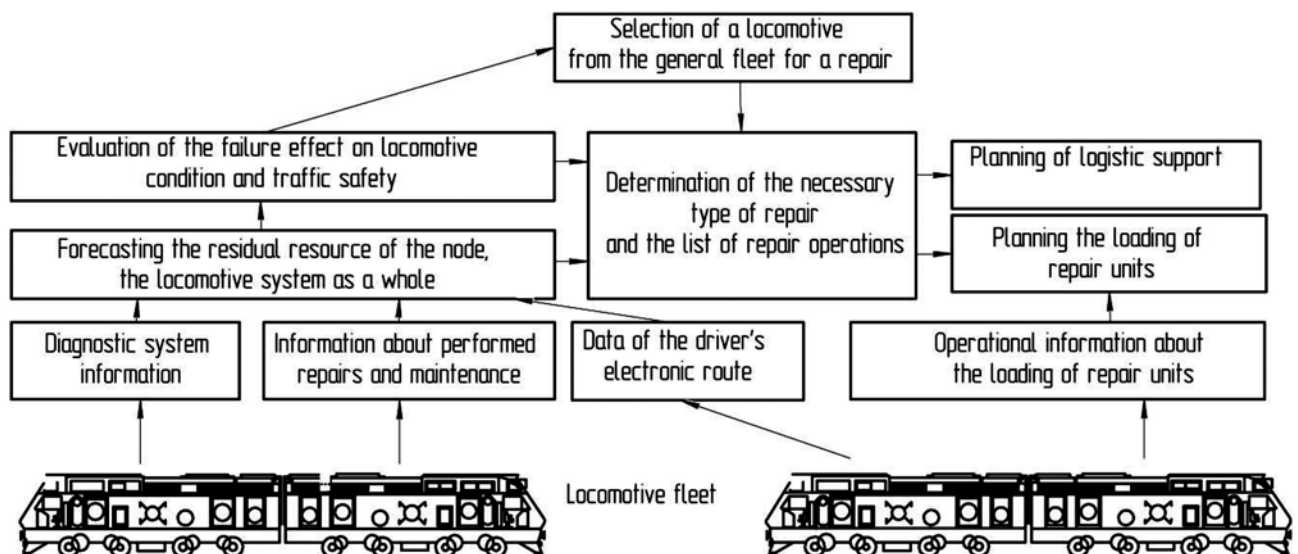 Selection of a locomotive
from the general fleet for a repair
Evaluation of the failure effect on locomotive
condition and traffic safety
Determination of the necessary
type of repair
and the list of repair operations
Planning of logistic support
Forecasting the residual resource of the node,
the locomotive system as a whole
Planning the loading of
repair units
Diagnostic system
information
Information about performed
repairs and maintenance
Data of the driver's
electronic route
Operational information about
the loading of repair units
Locomotive fleet